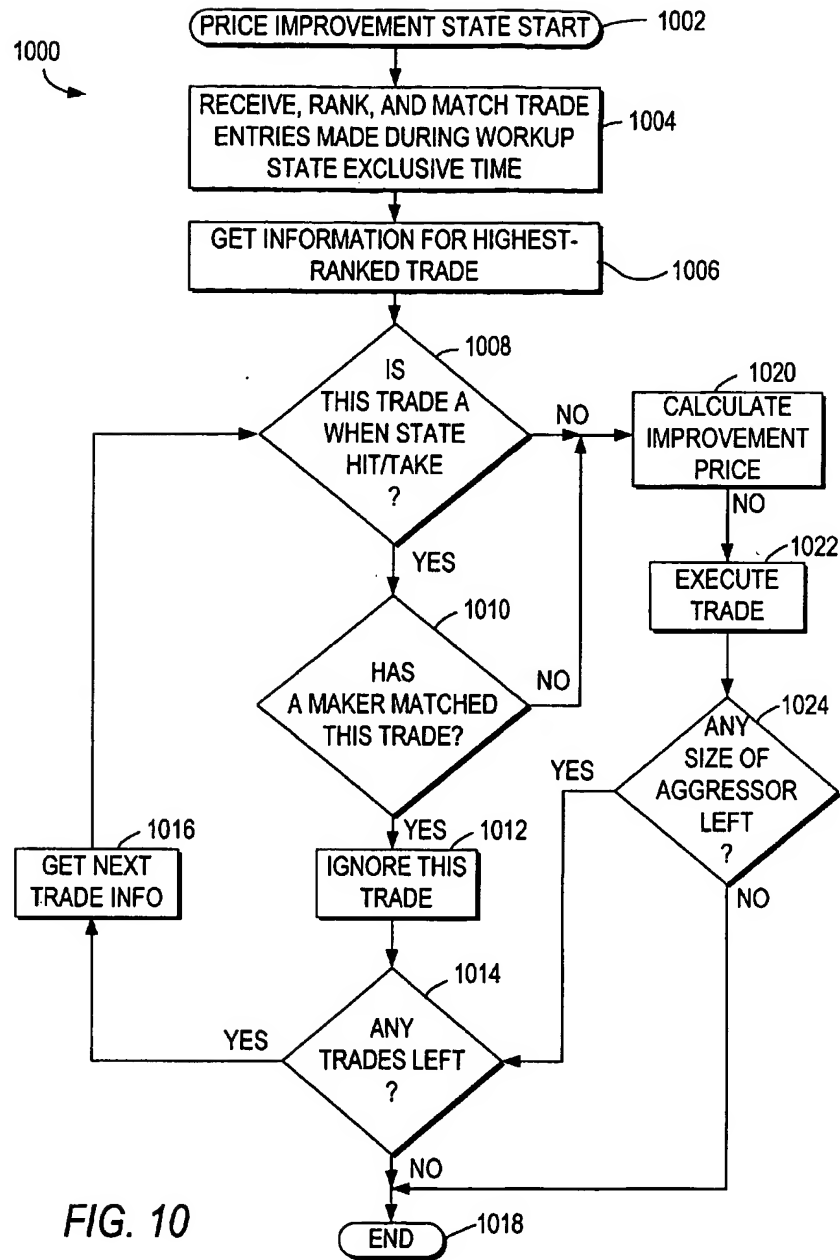 PRICE IMPROVEMENT STATE START
1002
1000
RECEIVE, RANK, AND MATCH TRADE
ENTRIES MADE DURING WORKUP
STATE EXCLUSIVE TIME
1004
GET INFORMATION FOR HIGHEST-
RANKED TRADE
1006
1008
IS
THIS TRADE A
WHEN STATE
HIT/TAKE
?
NO
YES
1020
CALCULATE
IMPROVEMENT
PRICE
NO
1022
EXECUTE
TRADE
1010
HAS
A MAKER MATCHED
THIS TRADE?
NO
YES
1024
ANY
SIZE OF
AGGRESSOR
LEFT
?
YES
NO
1012
IGNORE THIS
TRADE
1016
GET NEXT
TRADE INFO
1014
ANY
TRADES LEFT
?
YES
NO
END
1018
FIG. 10